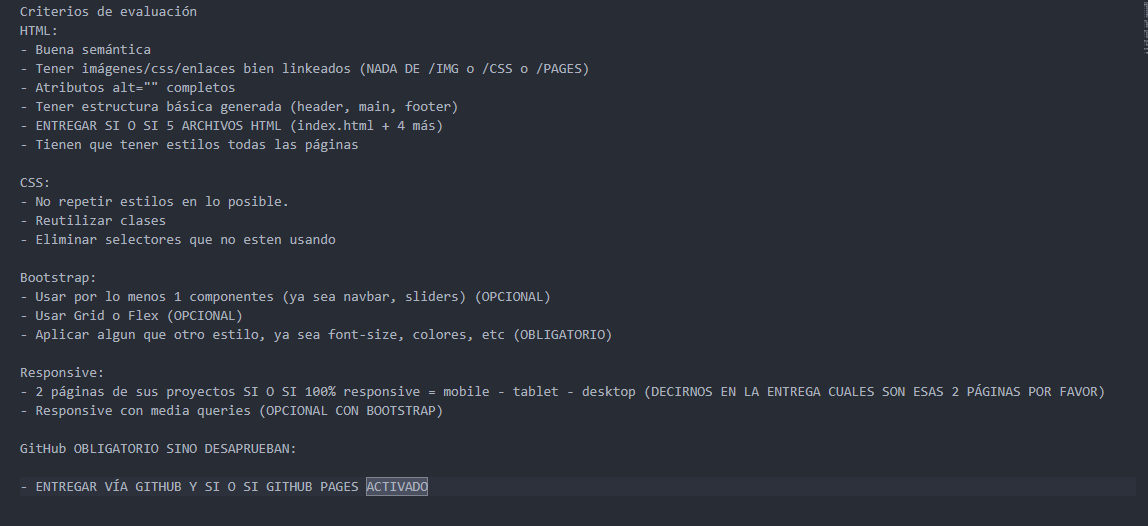 Criterios de evaluación
HTML:
- Buena semántica
- Tener imágenes/css/enlaces bien linkeados (NADA DE /IMG o /CSS o /PAGES)
- Atributos alt="" completos
- Tener estructura básica generada (header, main, footer)
- ENTREGAR SI O SI 5 ARCHIVOS HTML (index.html + 4 más)
- Tienen que tener estilos todas las páginas
CSS:
- No repetir estilos en lo posible.
- Reutilizar clases
- Eliminar selectores que no esten usando
Bootstrap:
- Usar por lo menos 1 componentes (ya sea navbar, sliders) (OPCIONAL)
- Usar Grid o Flex (OPCIONAL)
- Aplicar algun que otro estilo, ya sea font-size, colores, etc (OBLIGATORIO)
Responsive:
- 2 páginas de sus proyectos SI O SI 100% responsive = mobile - tablet - desktop (DECIRNOS EN LA ENTREGA CUALES SON ESAS 2 PÁGINAS POR FAVOR)
- Responsive con media queries (OPCIONAL CON BOOTSTRAP)
GitHub OBLIGATORIO SINO DESAPRUEBAN:
- ENTREGAR VÍA GITHUB Y SI O SI GITHUB PAGES ACTIVADO